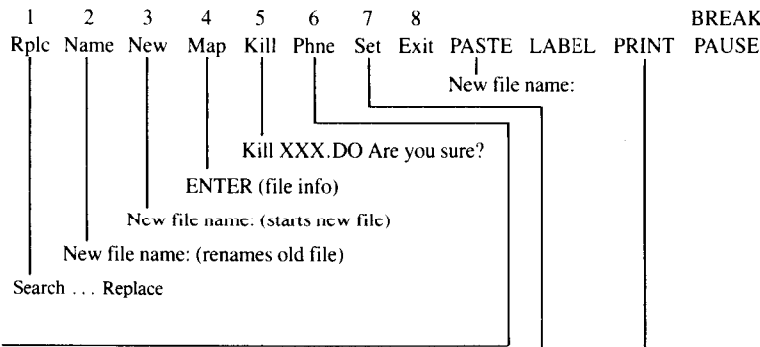 1 2 3 4 5 6 7 8 BREAK
Rplc Name New Map Kill Phne Set Exit PASTE LABEL PRINT PAUSE
New file name:
Kill XXX.DO Are you sure?
ENTER (file info)
New file name: (starts new file)
New file name: (renames old file)
Search ... Replace